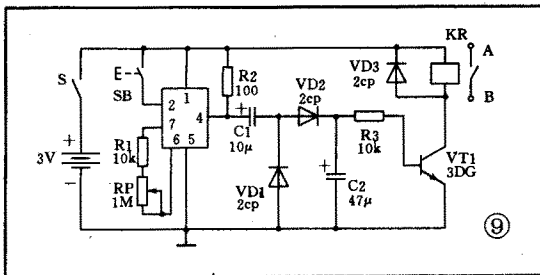 KR
A
B
S
SB
1
2
7
4
6
5
R2
100
C1
10μ
VD2
2cp
VD3
2cp
R3
10k
VT1
3DG
R1
10k
RP
1M
3V
VD1
2cp
C2
47μ
+
−
+
+
⑨